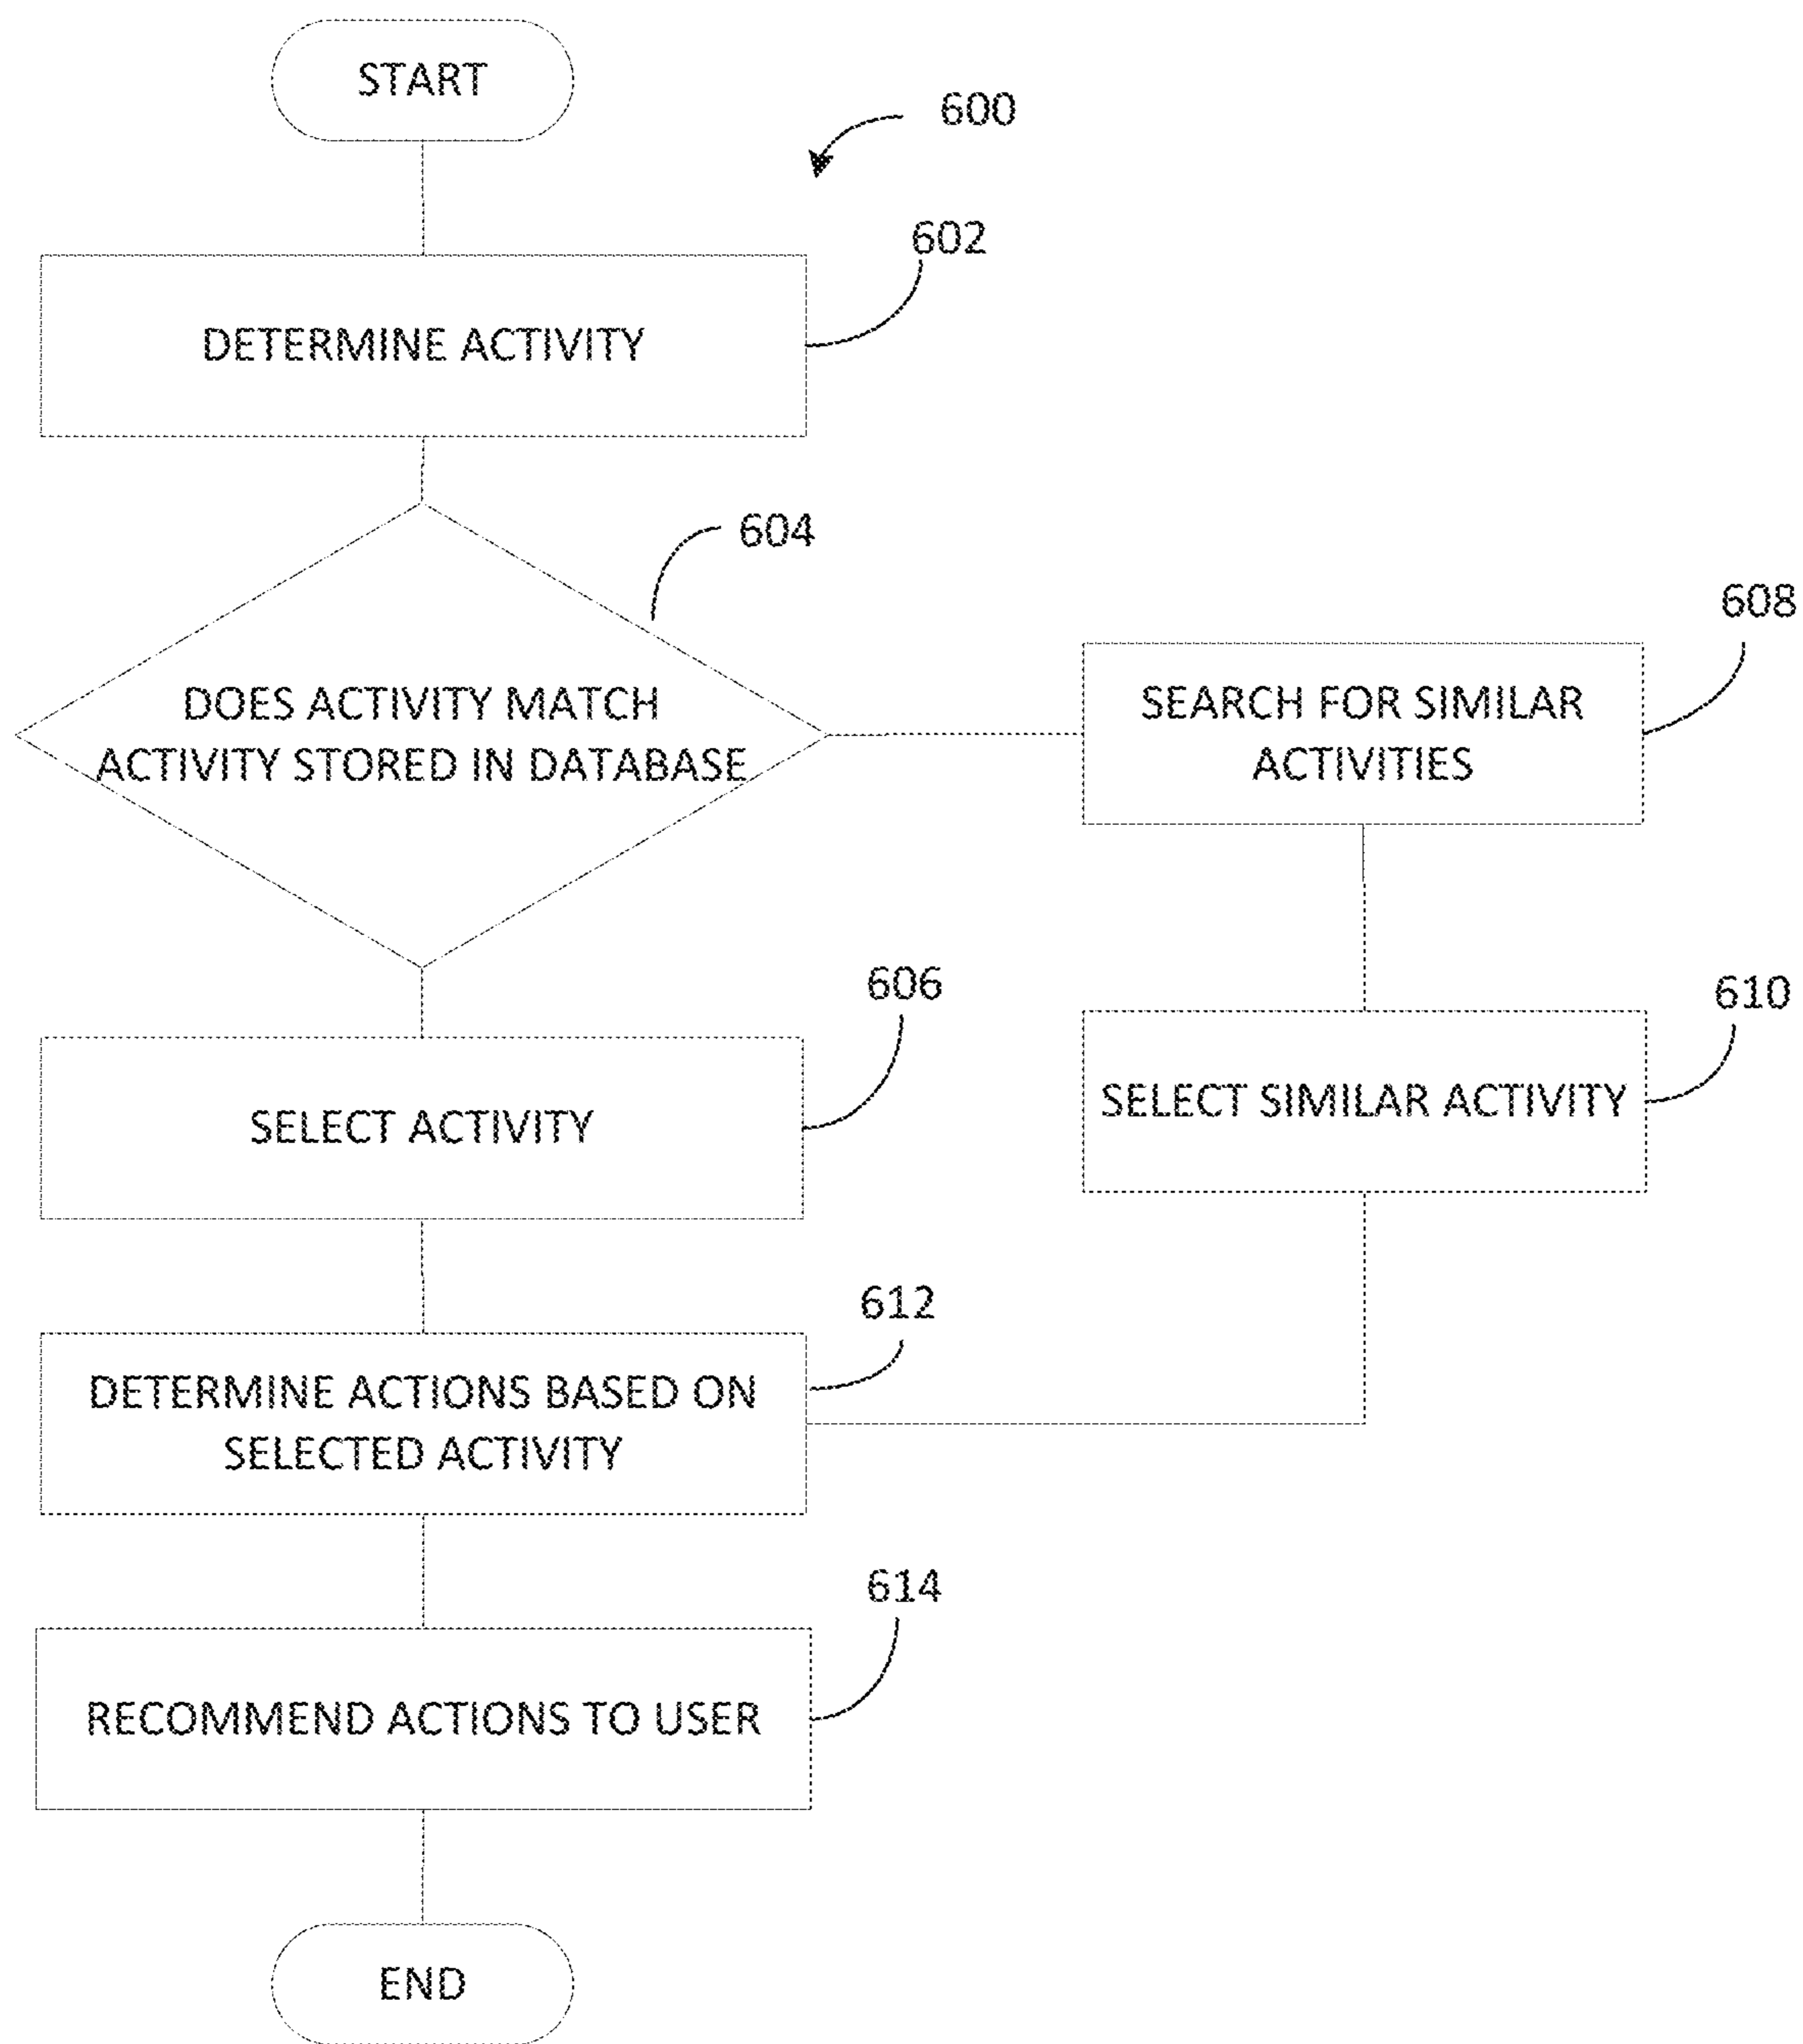 START
600
602
DETERMINE ACTIVITY
604
DOES ACTIVITY MATCH
ACTIVITY STORED IN DATABASE
608
SEARCH FOR SIMILAR
ACTIVITIES
606
SELECT ACTIVITY
610
SELECT SIMILAR ACTIVITY
612
DETERMINE ACTIONS BASED ON
SELECTED ACTIVITY
614
RECOMMEND ACTIONS TO USER
END